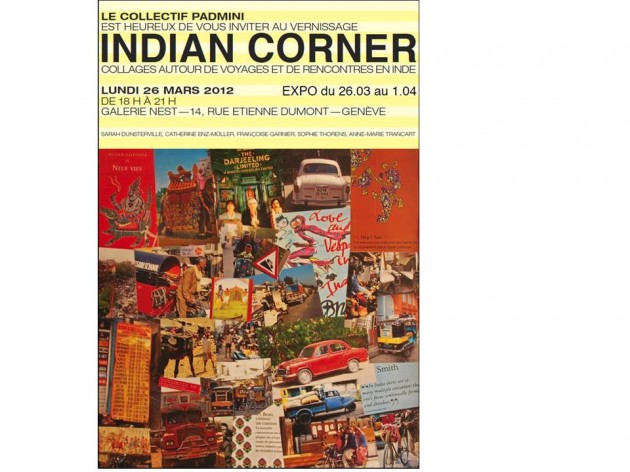 LE COLLECTIF PADMINI
EST HEUREUX DE VOUS INVITER AU VERNISSAGE
INDIAN CORNER
COLLAGES AUTOUR DE VOYAGES ET DE RENCONTRES EN INDE
LUNDI 26 MARS 2012 EXPO du 26.03 au 1.04
DE 18 H À 21 H
GALERIE NEST—14, RUE ETIENNE DUMONT—GENÈVE
SARAH DUNSTERVILLE, CATHERINE ENZ-MÜLLER, FRANÇOISE GARNIER, SOPHIE THORENS, ANNE-MARIE TRANCART
THE
DARJEELING
LIMITED
Love
and
Vespa
in
Smith